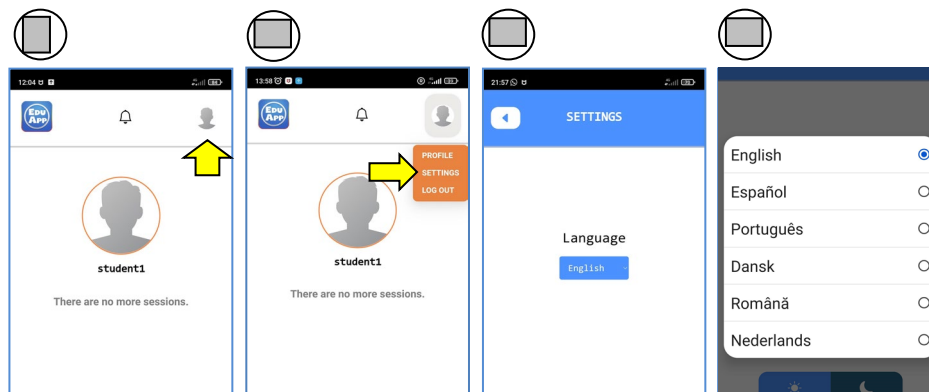 12:04
EDU
APP
student1
There are no more sessions.
13:58
EDU
APP
PROFILE
SETTINGS
LOG OUT
student1
There are no more sessions.
21:57
SETTINGS
Language
English
English
Español
Português
Dansk
Română
Nederlands